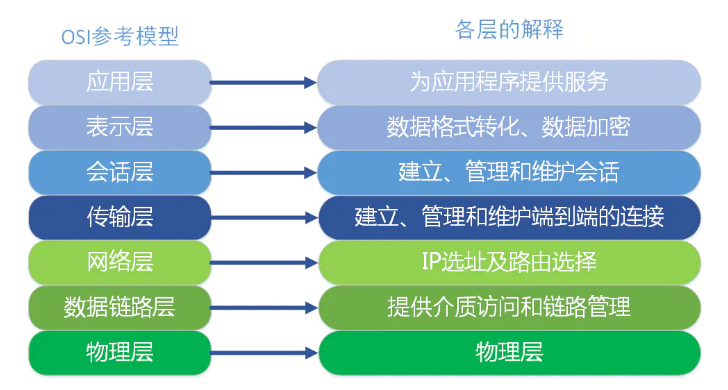 OSI参考模型 各层的解释
应用层 为应用程序提供服务
表示层 数据格式转化、数据加密
会话层 建立、管理和维护会话
传输层 建立、管理和维护端到端的连接
网络层 IP选址及路由选择
数据链路层 提供介质访问和链路管理
物理层 物理层